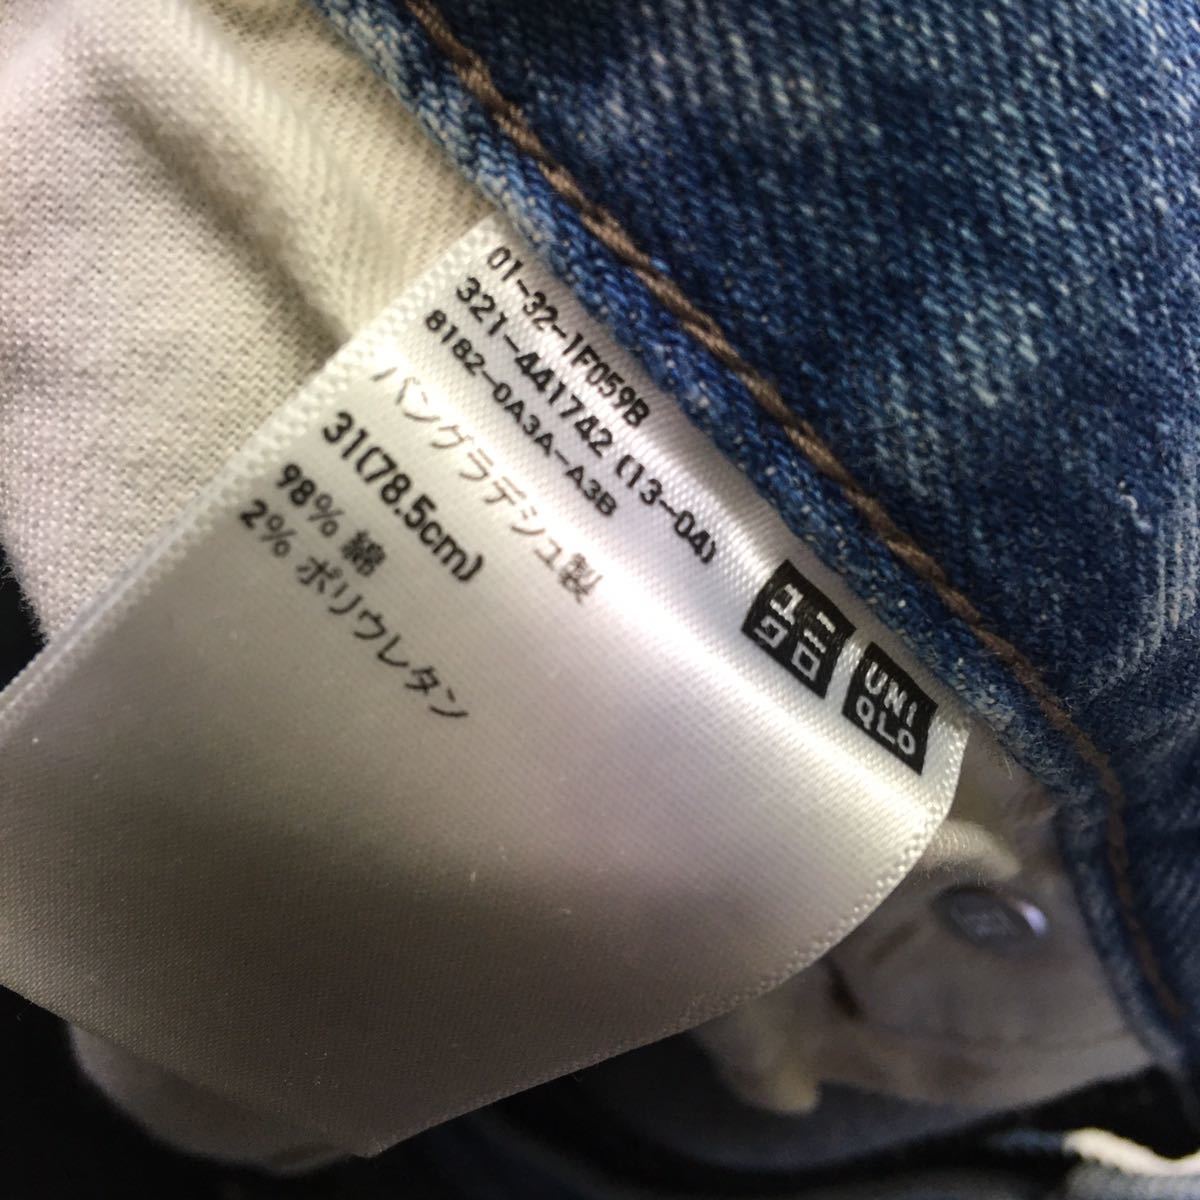 01-32-1F059B
321-441742 (13-04)
8182-0A3A-A3B
バングラデシュ製
31(78.5cm)
98% 綿
2% ポリウレタン
ユニ
クロ
UNI
QLO